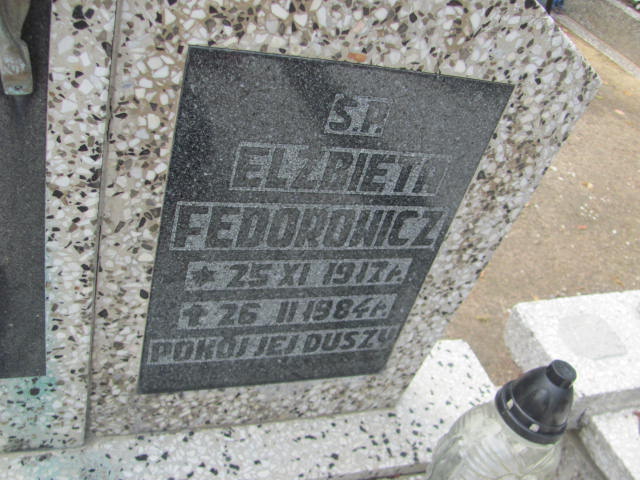 Ś.P.
ELŻBIETA
FEDOROWICZ
* 25 XI 1917 r.
✝ 26 II 1984 r.
POKÓJ JEJ DUSZY